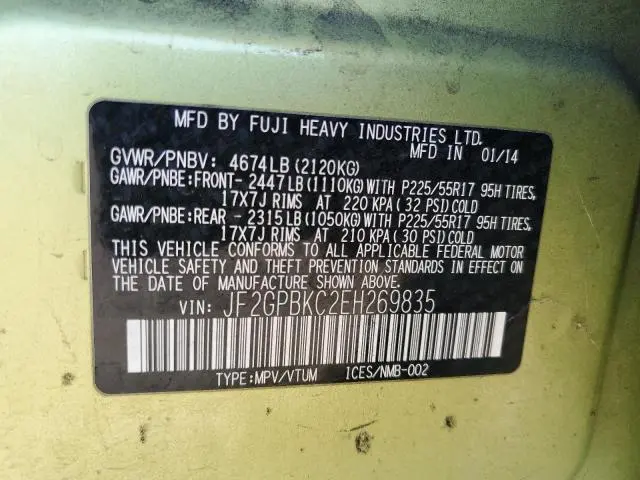 MFD BY FUJI HEAVY INDUSTRIES LTD.
GVWR/PNBV: 4674LB(2120KG) MFD IN 01/14
GAWR/PNBE:FRONT- 2447LB(1110KG)WITH P225/55R17 95H TIRES,
17X7J RIMS AT 220 KPA(32 PSI)COLD
GAWR/PNBE:REAR - 2315LB(1050KG)WITH P225/55R17 95H TIRES,
17X7J RIMS AT 210 KPA(30 PSI)COLD
THIS VEHICLE CONFORMS TO ALL APPLICABLE FEDERAL MOTOR
VEHICLE SAFETY AND THEFT PREVENTION STANDARDS IN EFFECT ON
THE DATE OF MANUFACTURE SHOWN ABOVE.
VIN: JF2GPBKC2EH269835
TYPE:MPV/VTUM ICES/NMB-002